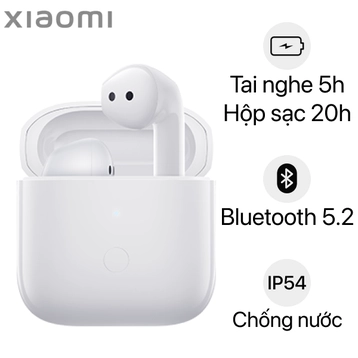 xiaomi
Tai nghe 5h
Hộp sạc 20h
Bluetooth 5.2
IP54
Chống nước